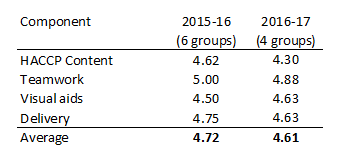 Component 2015-16 2016-17
(6 groups) (4 groups)
HACCP Content 4.62 4.30
Teamwork 5.00 4.88
Visual aids 4.50 4.63
Delivery 4.75 4.63
Average 4.72 4.61